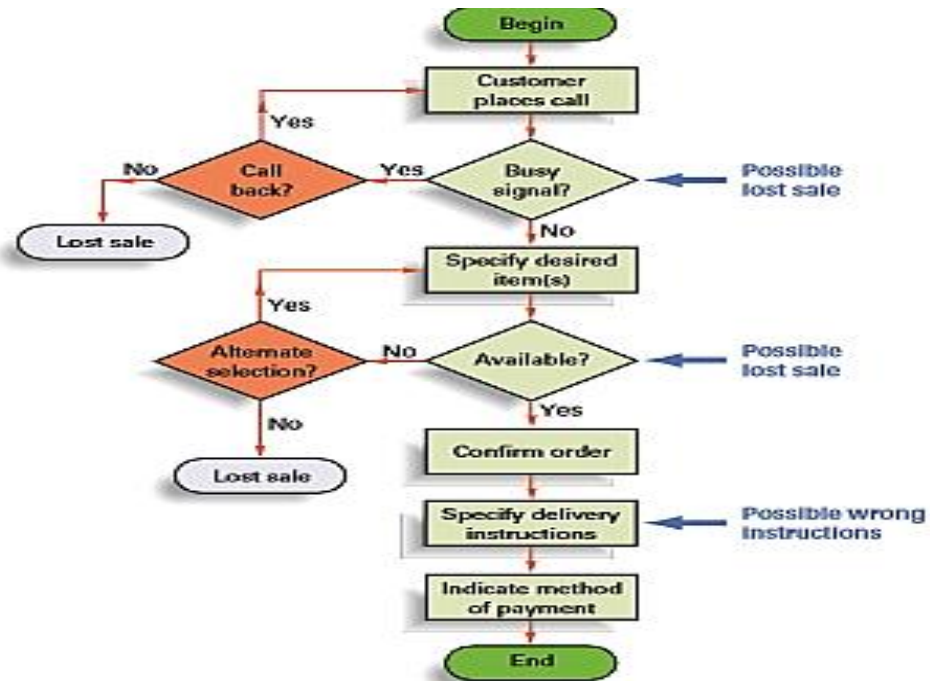 Begin
Customer
places call
Yes
No
Call
back?
Yes
Busy
signal?
Possible
lost sale
Lost sale
No
Specify desired
item(s)
Yes
Alternate
selection?
No
Available?
Possible
lost sale
No
Yes
Lost sale
Confirm order
Specify delivery
instructions
Possible wrong
instructions
Indicate method
of payment
End